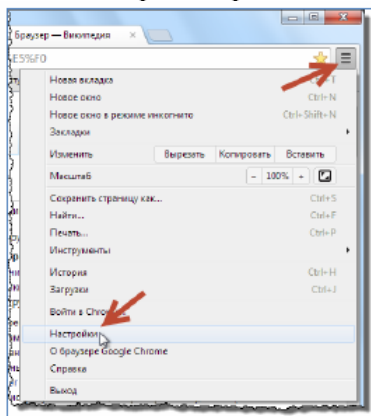 Браузер — Википедия ×
E5%F0
Новая вкладка Ctrl+T
Новое окно Ctrl+N
Новое окно в режиме инкогнито Ctrl+Shift+N
Закладки
Изменить Вырезать Копировать Вставить
Масштаб - 100% +
Сохранить страницу как... Ctrl+S
Найти... Ctrl+F
Печать... Ctrl+P
Инструменты
История Ctrl+H
Загрузки Ctrl+J
Войти в Chro
Настройки
О браузере Google Chrome
Справка
Выход